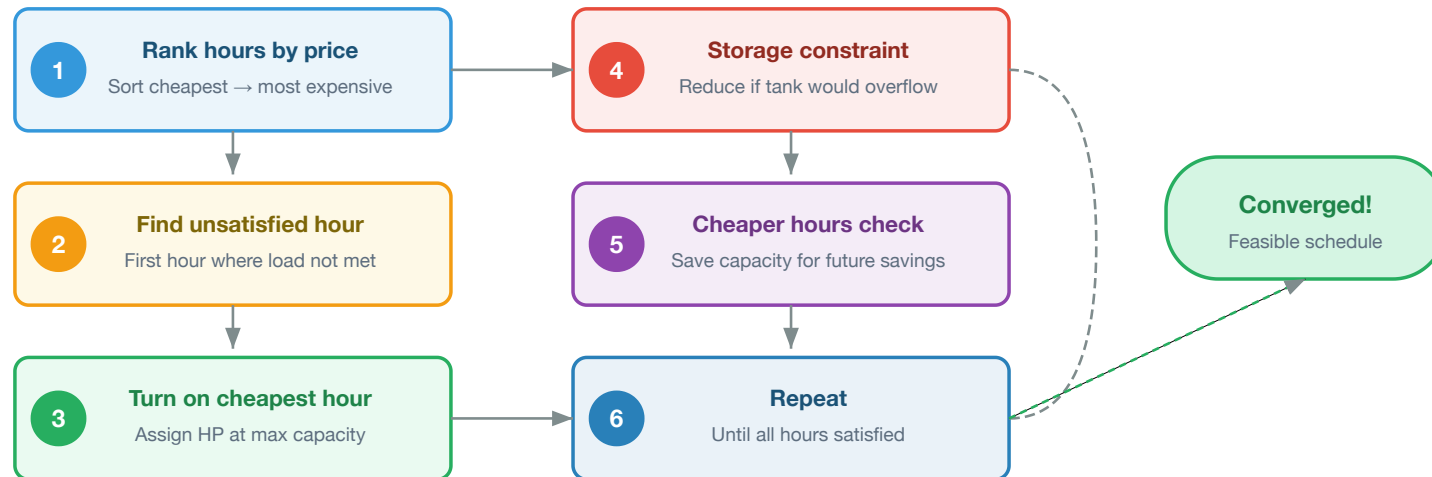 1
Rank hours by price
Sort cheapest → most expensive
2
Find unsatisfied hour
First hour where load not met
3
Turn on cheapest hour
Assign HP at max capacity
4
Storage constraint
Reduce if tank would overflow
5
Cheaper hours check
Save capacity for future savings
6
Repeat
Until all hours satisfied
Converged!
Feasible schedule